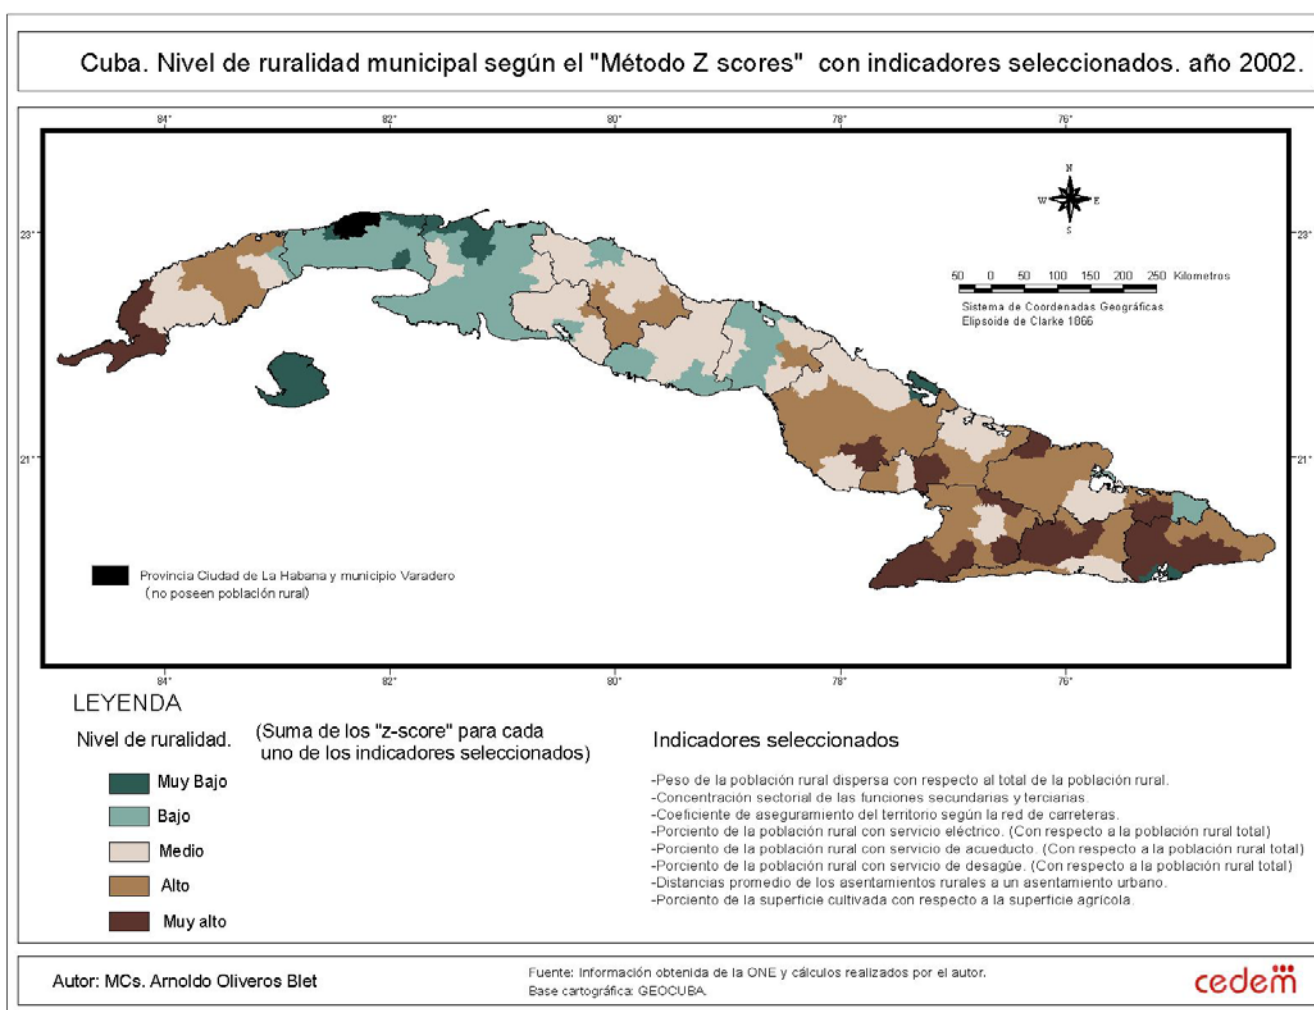 Cuba. Nivel de ruralidad municipal según el "Método Z scores" con indicadores seleccionados. año 2002.
84° 82° 80° 78° 76°
N
W E
S
23° 23°
50 0 50 100 150 200 250 Kilometros
Sistema de Coordenadas Geográficas
Elipsoide de Clarke 1866
21° 21°
Provincia Ciudad de La Habana y municipio Varadero
(no poseen población rural)
84° 82° 80° 78° 76°
LEYENDA
Nivel de ruralidad.
(Suma de los "z-score" para cada
uno de los indicadores seleccionados)
Muy Bajo
Bajo
Medio
Alto
Muy alto
Indicadores seleccionados
-Peso de la población rural dispersa con respecto al total de la población rural.
-Concentración sectorial de las funciones secundarias y terciarias.
-Coeficiente de aseguramiento del territorio según la red de carreteras.
-Porciento de la población rural con servicio eléctrico. (Con respecto a la población rural total)
-Porciento de la población rural con servicio de acueducto. (Con respecto a la población rural total)
-Porciento de la población rural con servicio de desagüe. (Con respecto a la población rural total)
-Distancias promedio de los asentamientos rurales a un asentamiento urbano.
-Porciento de la superficie cultivada con respecto a la superficie agrícola.
Autor: MCs. Arnoldo Oliveros Blet
Fuente: Información obtenida de la ONE y cálculos realizados por el autor.
Base cartográfica: GEOCUBA.
cedem